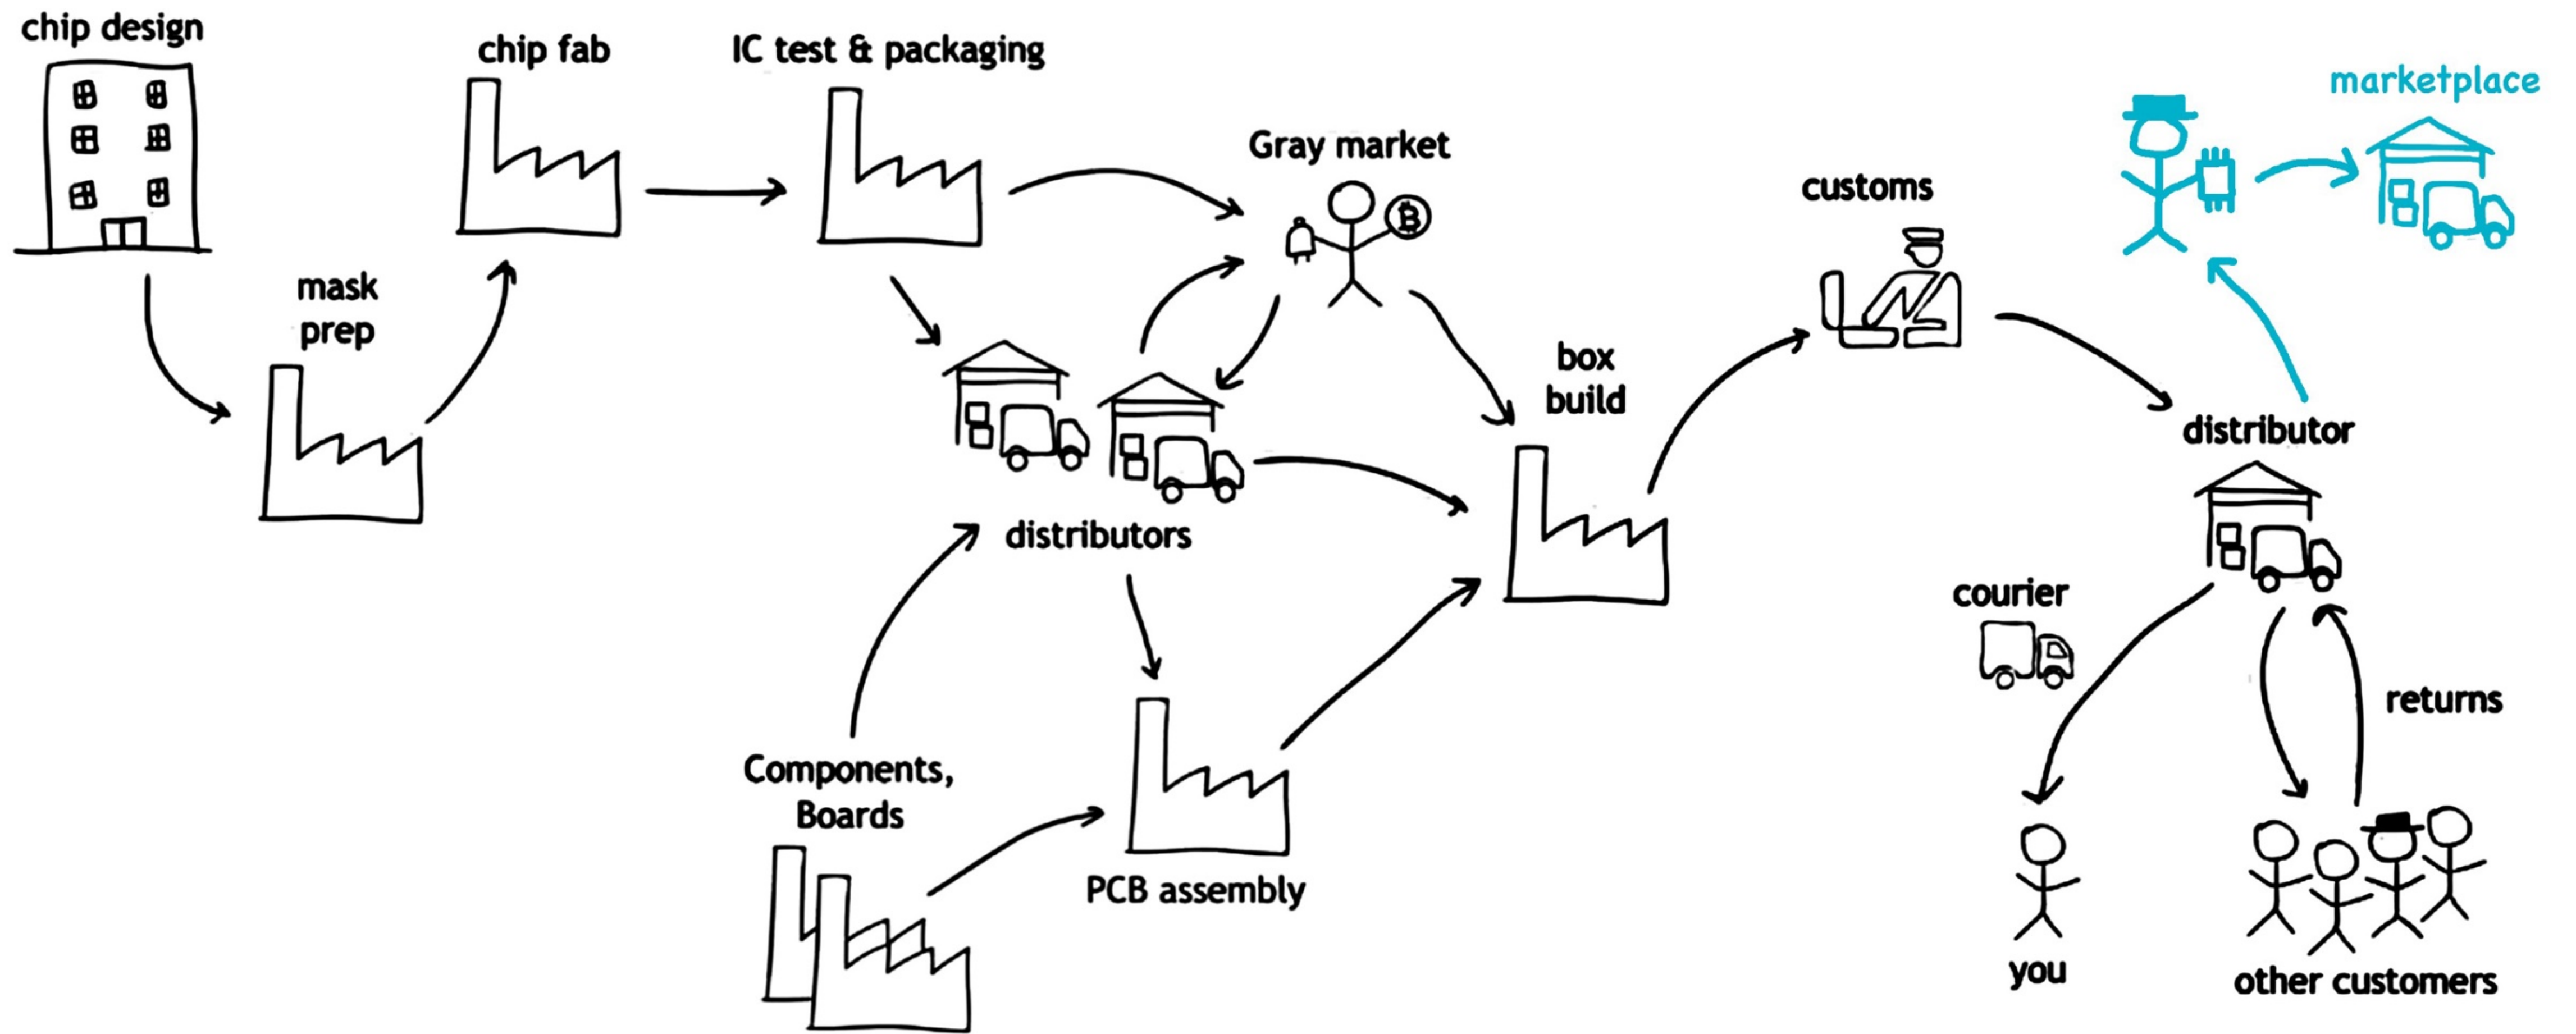 chip design
chip fab
IC test & packaging
marketplace
Gray market
₿
customs
mask
prep
box
build
distributor
distributors
courier
returns
Components,
Boards
PCB assembly
you
other customers